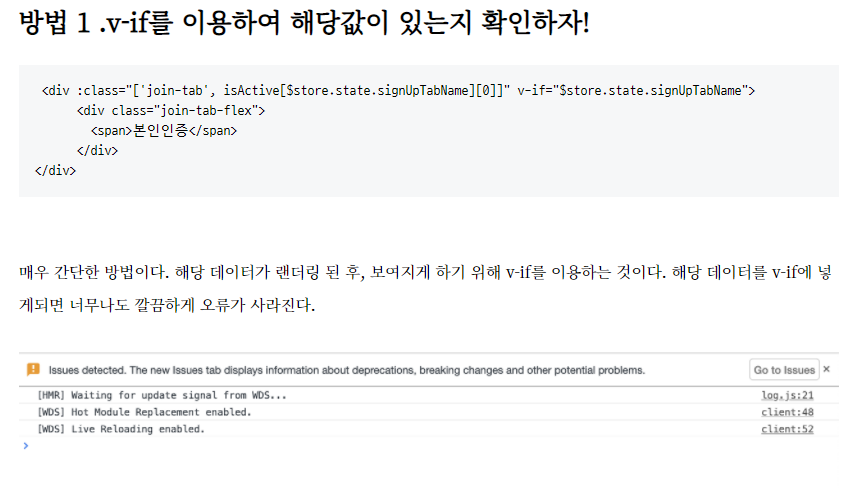 방법 1 .v-if를 이용하여 해당값이 있는지 확인하자!
<div :class="['join-tab', isActive[$store.state.signUpTabName][0]]" v-if="$store.state.signUpTabName">
<div class="join-tab-flex">
<span>본인인증</span>
</div>
</div>
매우 간단한 방법이다. 해당 데이터가 랜더링 된 후, 보여지게 하기 위해 v-if를 이용하는 것이다. 해당 데이터를 v-if에 넣
게되면 너무나도 깔끔하게 오류가 사라진다.
Issues detected. The new Issues tab displays information about deprecations, breaking changes and other potential problems. Go to Issues ×
[HMR] Waiting for update signal from WDS... log.js:21
[WDS] Hot Module Replacement enabled. client:48
[WDS] Live Reloading enabled. client:52